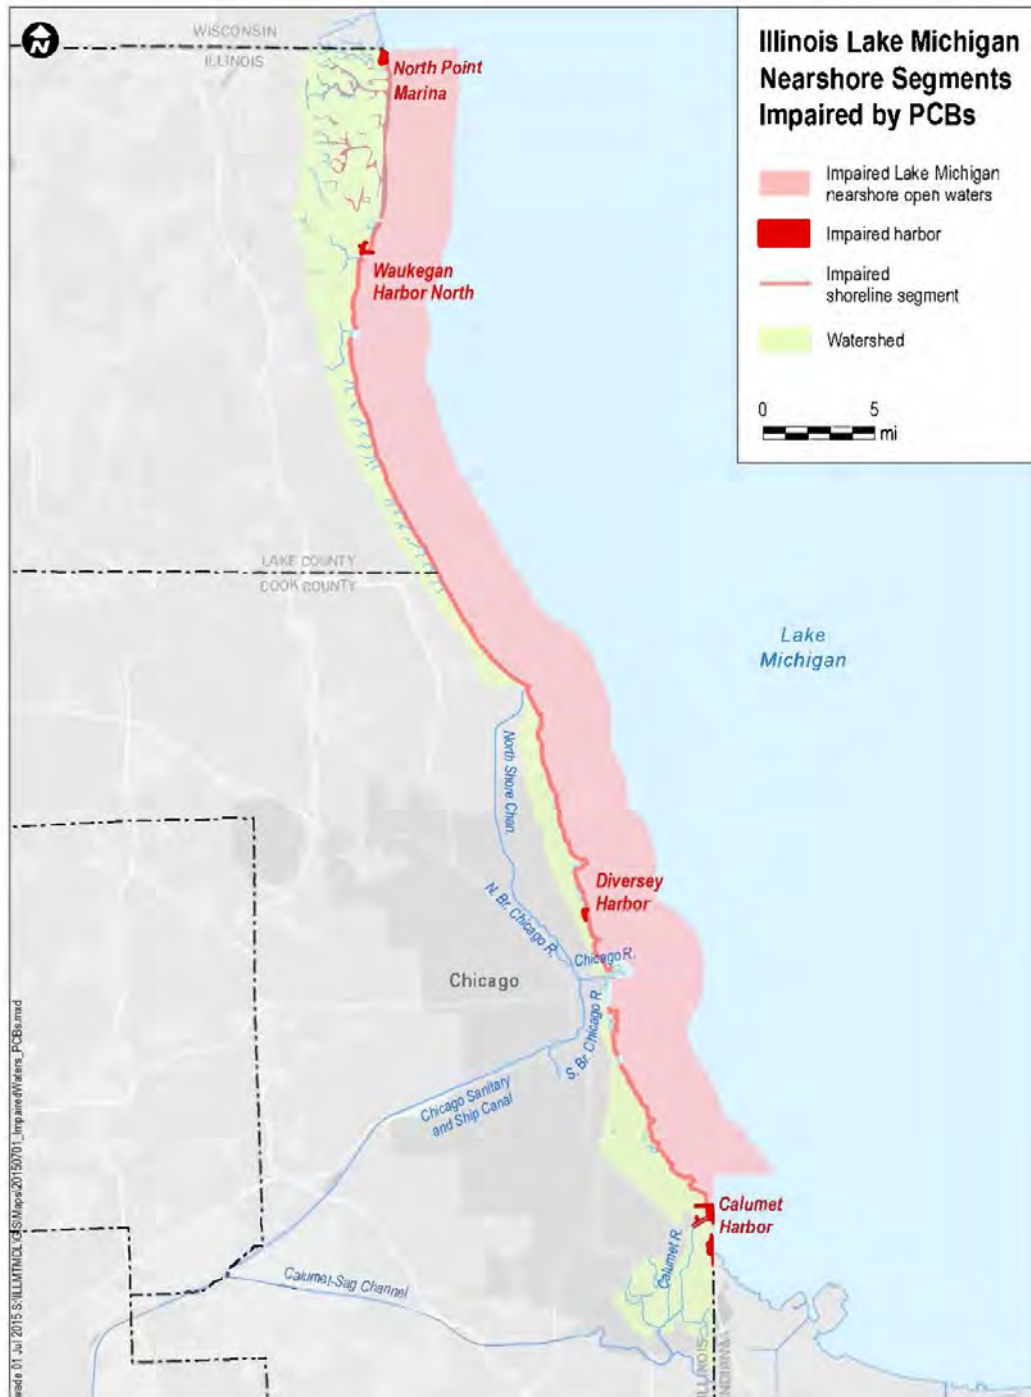 Illinois Lake Michigan
Nearshore Segments
Impaired by PCBs
Impaired Lake Michigan
nearshore open waters
Impaired harbor
Impaired
shoreline segment
Watershed
0 5
mi
N
WISCONSIN
ILLINOIS
North Point
Marina
Waukegan
Harbor North
LAKE COUNTY
COOK COUNTY
Lake
Michigan
North Shore Chan.
N. Br. Chicago R.
Diversey
Harbor
Chicago R.
Chicago
S. Br. Chicago R.
Chicago Sanitary
and Ship Canal
Calumet
Harbor
Calumet R.
Calumet-Sag Channel
ILLINOIS
INDIANA